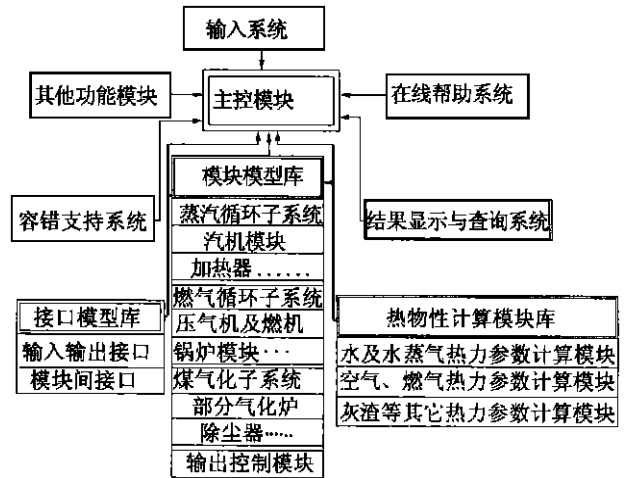 输入系统
其他功能模块
主控模块
在线帮助系统
容错支持系统
模块模型库
蒸汽循环子系统
汽机模块
加热器......
燃气循环子系统
压气机及燃机
锅炉模块···
煤气化子系统
部分气化炉
除尘器·····
输出控制模块
结果显示与查询系统
接口模型库
输入输出接口
模块间接口
热物性计算模块库
水及水蒸气热力参数计算模块
空气、燃气热力参数计算模块
灰渣等其它热力参数计算模块